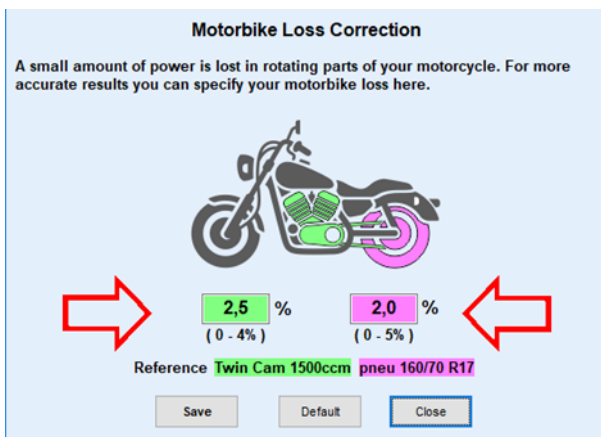 Motorbike Loss Correction
A small amount of power is lost in rotating parts of your motorcycle. For more
accurate results you can specify your motorbike loss here.
2,5 % 2,0 %
( 0 - 4% ) ( 0 - 5% )
Reference Twin Cam 1500ccm pneu 160/70 R17
Save Default Close